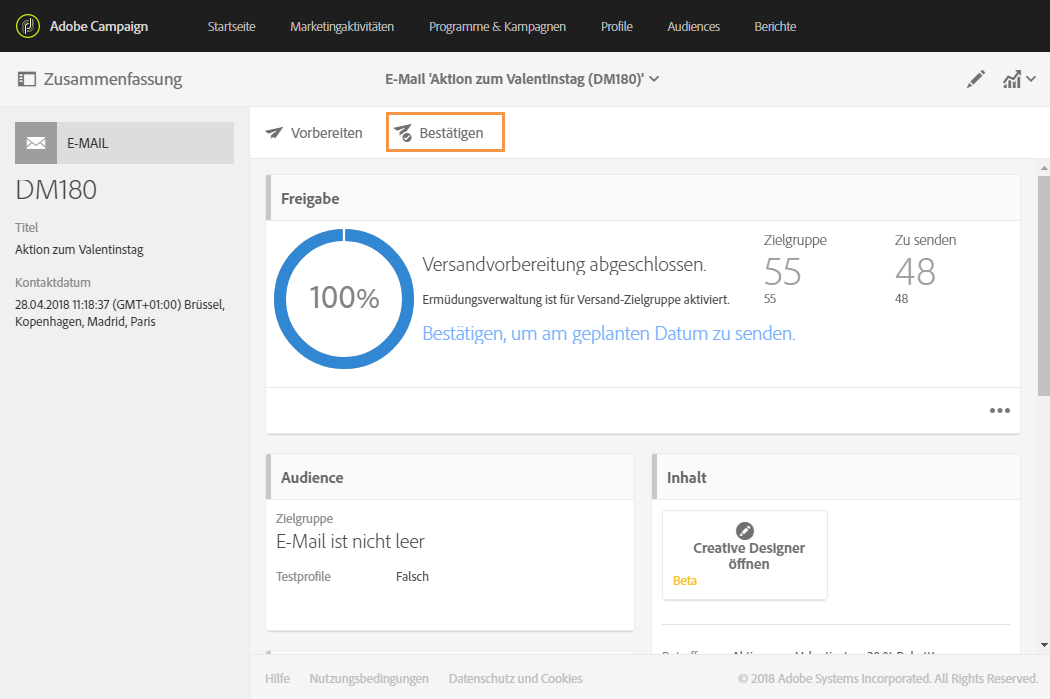 Adobe Campaign
Startseite
Marketingaktivitäten
Programme & Kampagnen
Profile
Audiences
Berichte
Zusammenfassung
E-Mail 'Aktion zum Valentinstag (DM180)'
E-MAIL
DM180
Titel
Aktion zum Valentinstag
Kontaktdatum
28.04.2018 11:18:37 (GMT+01:00) Brüssel,
Kopenhagen, Madrid, Paris
Vorbereiten
Bestätigen
Freigabe
100%
Versandvorbereitung abgeschlossen.
Ermüdungsverwaltung ist für Versand-Zielgruppe aktiviert.
Bestätigen, um am geplanten Datum zu senden.
Zielgruppe
55
55
Zu senden
48
48
Audience
Zielgruppe
E-Mail ist nicht leer
Testprofile Falsch
Inhalt
Creative Designer
öffnen
Beta
Hilfe
Nutzungsbedingungen
Datenschutz und Cookies
© 2018 Adobe Systems Incorporated. All Rights Reserved.